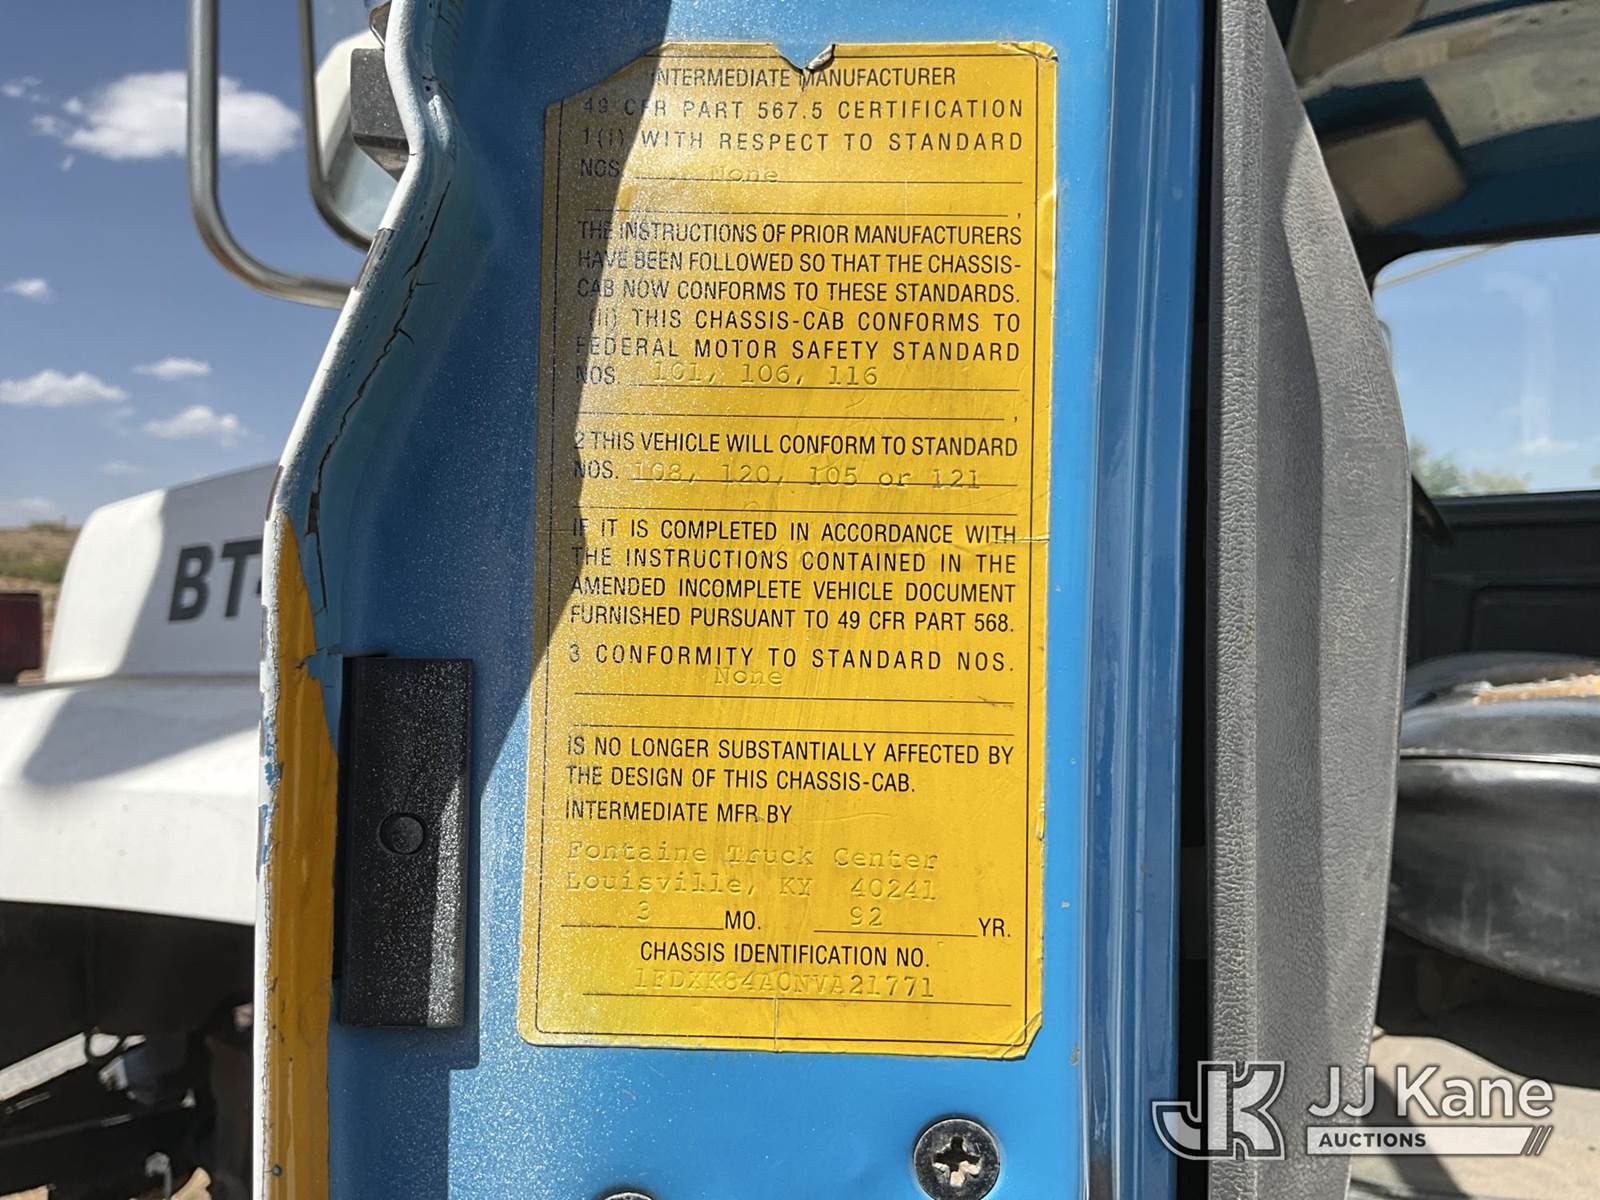 INTERMEDIATE MANUFACTURER
49 CFR PART 567.5 CERTIFICATION
1(i) WITH RESPECT TO STANDARD
NOS. None
,
THE INSTRUCTIONS OF PRIOR MANUFACTURERS
HAVE BEEN FOLLOWED SO THAT THE CHASSIS-
CAB NOW CONFORMS TO THESE STANDARDS.
(ii) THIS CHASSIS-CAB CONFORMS TO
FEDERAL MOTOR SAFETY STANDARD
NOS. 101, 106, 116
,
2 THIS VEHICLE WILL CONFORM TO STANDARD
NOS. 108, 120, 105 or 121
IF IT IS COMPLETED IN ACCORDANCE WITH
THE INSTRUCTIONS CONTAINED IN THE
AMENDED INCOMPLETE VEHICLE DOCUMENT
FURNISHED PURSUANT TO 49 CFR PART 568.
3 CONFORMITY TO STANDARD NOS.
None
IS NO LONGER SUBSTANTIALLY AFFECTED BY
THE DESIGN OF THIS CHASSIS-CAB.
INTERMEDIATE MFR BY
Fontaine Truck Center
Louisville, KY 40241
3 MO. 92 YR.
CHASSIS IDENTIFICATION NO.
1FDXK84A0NVA21771
BT-
JK JJ Kane
AUCTIONS